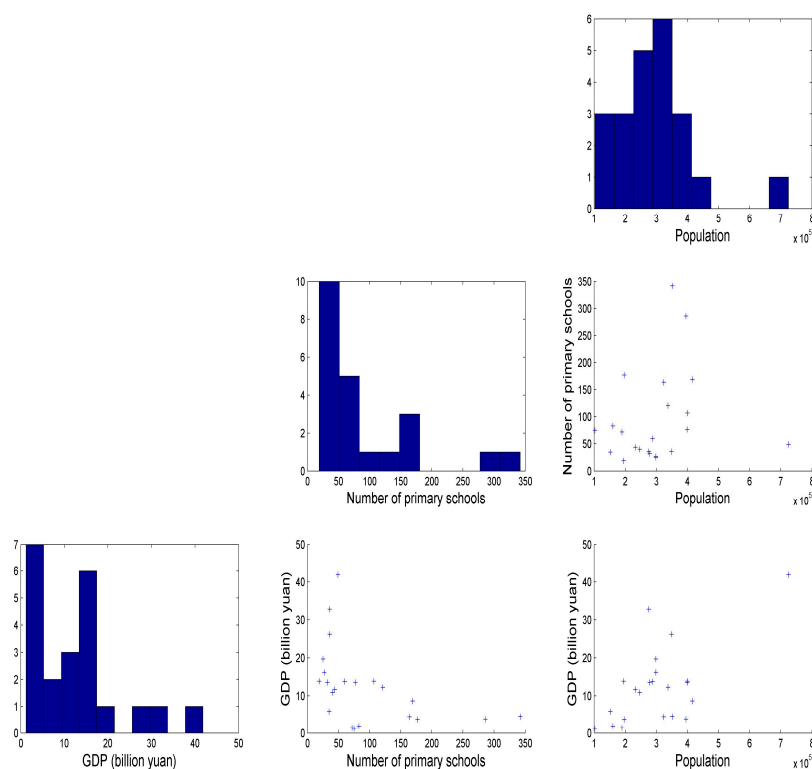 6
5
4
3
2
1
0
1 2 3 4 5 6 7 8
Population
x 10^5
10
8
6
4
2
0
0 50 100 150 200 250 300 350
Number of primary schools
Number of primary schools
350
300
250
200
150
100
50
0
1 2 3 4 5 6 7 8
Population
x 10^5
7
6
5
4
3
2
1
0
0 10 20 30 40 50
GDP (billion yuan)
GDP (billion yuan)
50
40
30
20
10
0
0 50 100 150 200 250 300 350
Number of primary schools
GDP (billion yuan)
50
40
30
20
10
0
1 2 3 4 5 6 7 8
Population
x 10^5